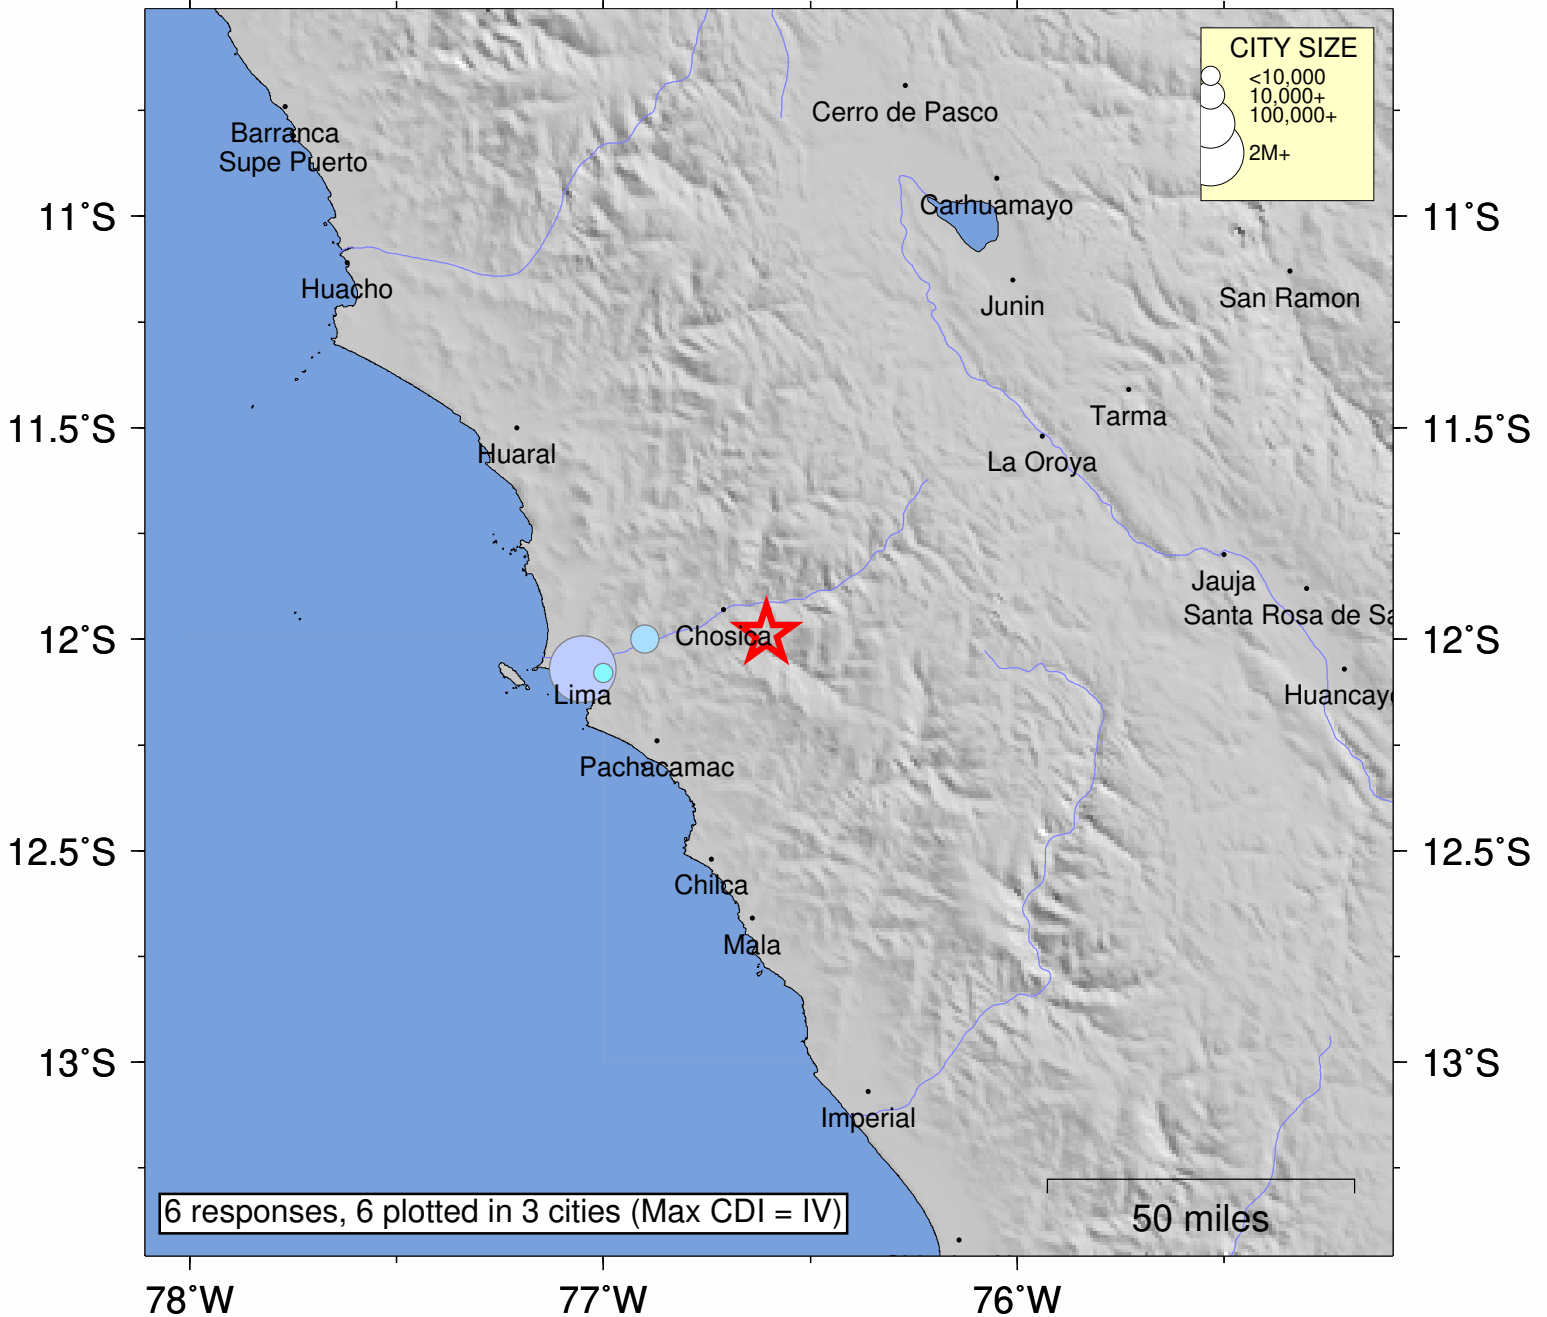 CITY SIZE
<10,000
10,000+
100,000+
2M+
Cerro de Pasco
Barranca
Supe Puerto
Carhuamayo
11˚S
11˚S
Huacho
Junin
San Ramon
Tarma
11.5˚S
11.5˚S
Huaral
La Oroya
Jauja
Santa Rosa de Sa
12˚S
Chosica
12˚S
Lima
Huancayo
Pachacamac
12.5˚S
12.5˚S
Chilca
Mala
13˚S
13˚S
Imperial
6 responses, 6 plotted in 3 cities (Max CDI = IV)
50 miles
78˚W
77˚W
76˚W